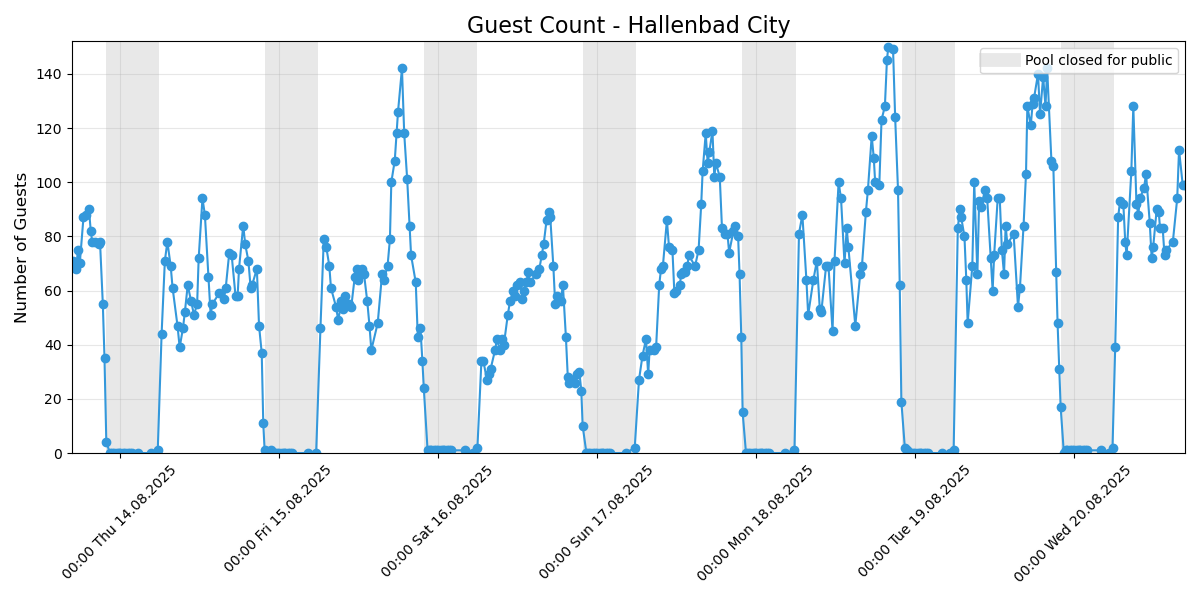 Guest Count - Hallenbad City
Pool closed for public
Number of Guests
140
120
100
80
60
40
20
0
00:00 Thu 14.08.2025
00:00 Fri 15.08.2025
00:00 Sat 16.08.2025
00:00 Sun 17.08.2025
00:00 Mon 18.08.2025
00:00 Tue 19.08.2025
00:00 Wed 20.08.2025